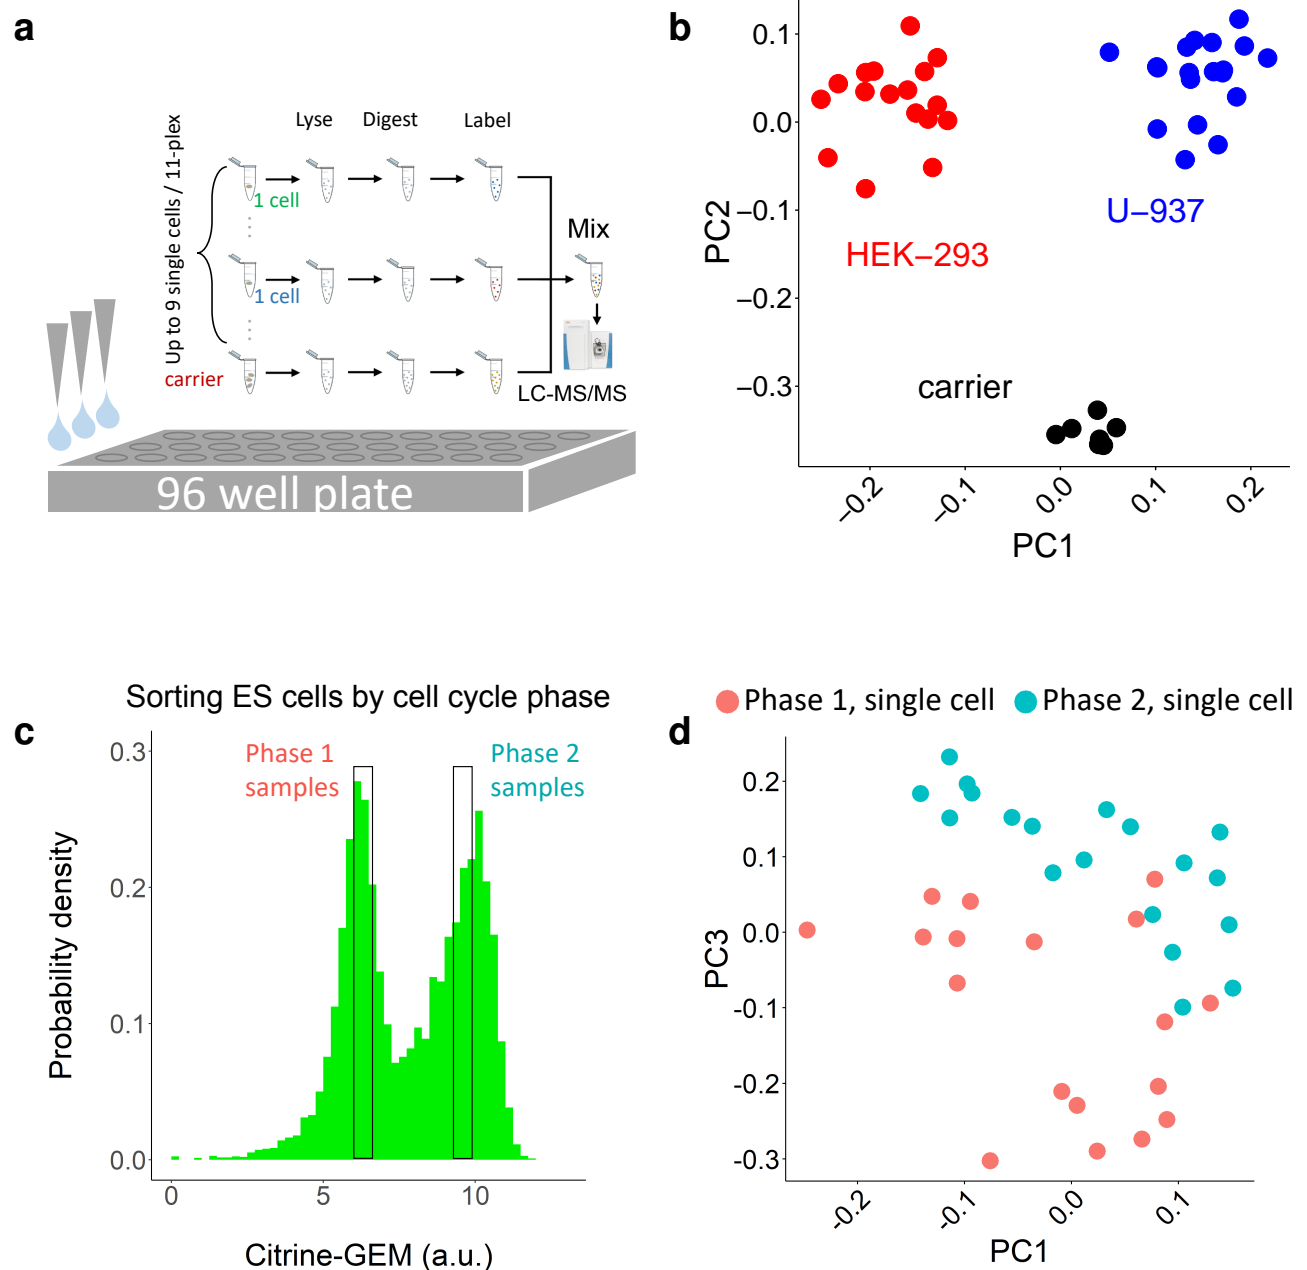 a
Lyse
Digest
Label
Up to 9 single cells / 11-plex
1 cell
1 cell
carrier
Mix
LC-MS/MS
96 well plate
b
0.1
0.0
−0.1
−0.2
−0.3
PC2
HEK−293
U−937
carrier
−0.2
−0.1
0.0
0.1
0.2
PC1
Sorting ES cells by cell cycle phase
c
Phase 1
samples
Phase 2
samples
0.3
0.2
0.1
0.0
Probability density
0
5
10
Citrine-GEM (a.u.)
Phase 1, single cell
Phase 2, single cell
d
0.2
0.1
0.0
-0.1
-0.2
-0.3
PC3
-0.2
-0.1
0.0
0.1
PC1